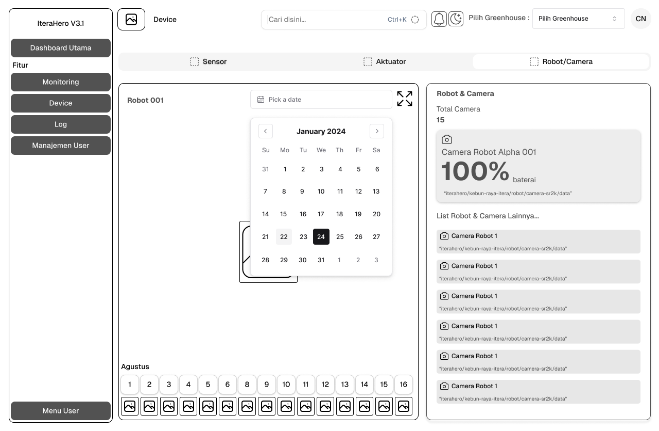 IteraHero V3.1
Dashboard Utama
Fitur
Monitoring
Device
Log
Manajemen User
Menu User
Device
Cari disini...
Ctrl+K
Pilih Greenhouse :
Pilih Greenhouse
CN
Sensor
Aktuator
Robot/Camera
Robot 001
Pick a date
January 2024
Su Mo Tu We Th Fr Sa
31 1 2 3 4 5 6
7 8 9 10 11 12 13
14 15 16 17 18 19 20
21 22 23 24 25 26 27
28 29 30 31 1 2 3
Agustus
1 2 3 4 5 6 7 8 9 10 11 12 13 14 15 16
Robot & Camera
Total Camera
15
Camera Robot Alpha 001
100% baterai
"iterahero/kebun-raya-itera/robot/camera-sr2k/data"
List Robot & Camera Lainnya...
Camera Robot 1
"iterahero/kebun-raya-itera/robot/camera-sr2k/data"
Camera Robot 1
"iterahero/kebun-raya-itera/robot/camera-sr2k/data"
Camera Robot 1
"iterahero/kebun-raya-itera/robot/camera-sr2k/data"
Camera Robot 1
"iterahero/kebun-raya-itera/robot/camera-sr2k/data"
Camera Robot 1
"iterahero/kebun-raya-itera/robot/camera-sr2k/data"
Camera Robot 1
"iterahero/kebun-raya-itera/robot/camera-sr2k/data"